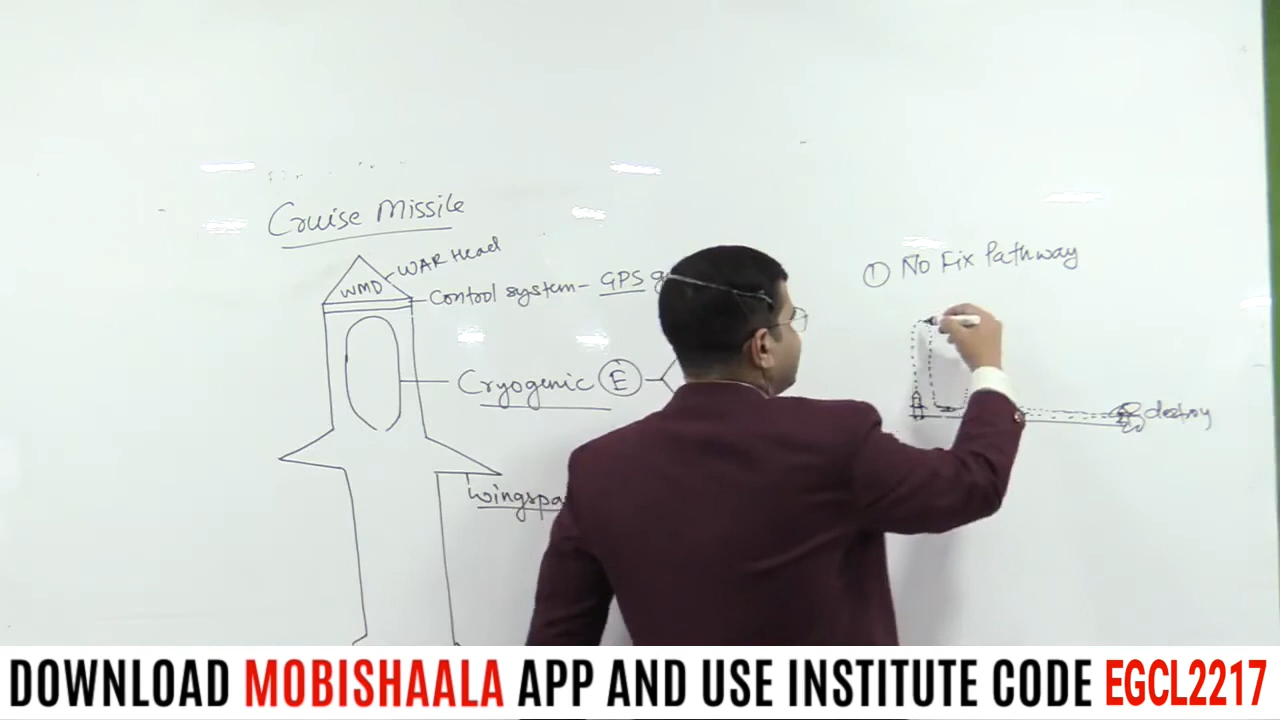 Cruise Missile
WAR Head
WMD
Control system - GPS
Cryogenic E
① No Fix Pathway
destroy
DOWNLOAD MOBISHAALA APP AND USE INSTITUTE CODE EGCL2217